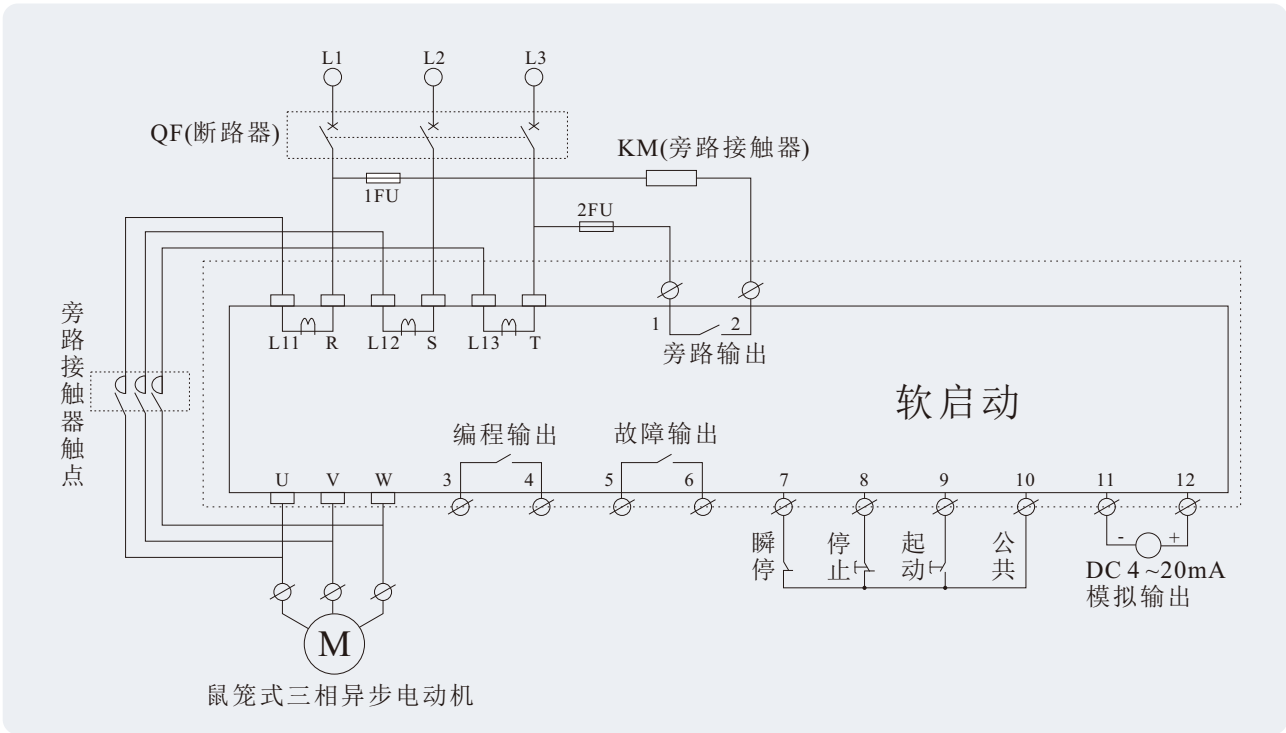 L1 L2 L3
QF(断路器)
KM(旁路接触器)
1FU
2FU
旁路接触器触点
1 2
L11 R L12 S L13 T
旁路输出
软启动
编程输出 故障输出
U V W 3 4 5 6 7 8 9 10 11 12
瞬停
停止
起动
公共
- +
DC 4~20mA
模拟输出
M
鼠笼式三相异步电动机